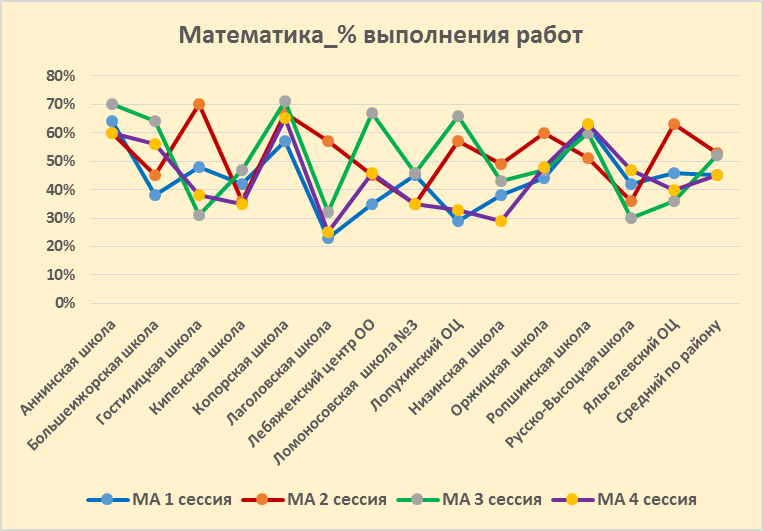 Математика_% выполнения работ
80%
70%
60%
50%
40%
30%
20%
10%
0%
Аннинская школа
Большеижорская школа
Гостилицкая школа
Кипенская школа
Копорская школа
Лаголовская школа
Лебяженский центр ОО
Ломоносовская школа №3
Лопухинский ОЦ
Низинская школа
Оржицкая школа
Ропшинская школа
Русско-Высоцкая школа
Яльгелевский ОЦ
Средний по району
МА 1 сессия
МА 2 сессия
МА 3 сессия
МА 4 сессия